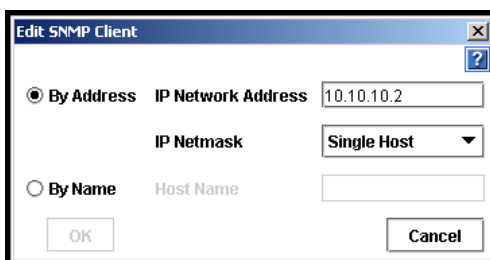 Edit SNMP Client
?
By Address IP Network Address 10.10.10.2
IP Netmask Single Host
By Name Host Name
OK Cancel